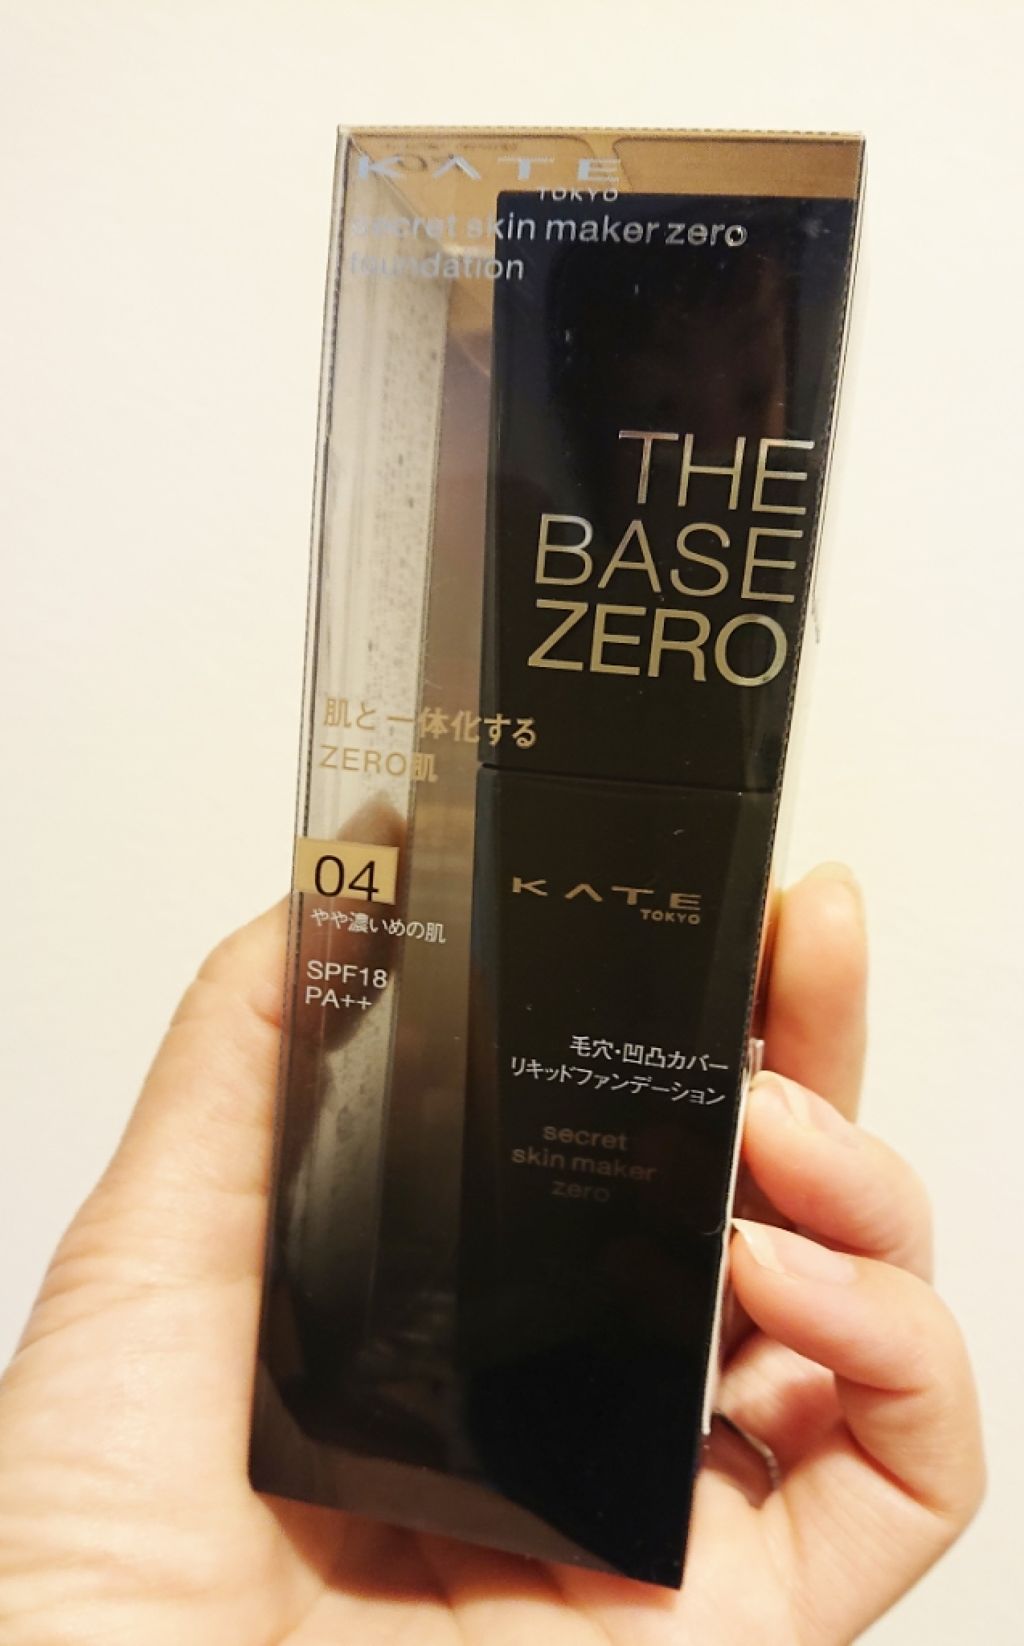 KATE
TOKYO
secret skin maker zero
foundation
THE
BASE
ZERO
肌と一体化する
ZERO肌
04
やや濃いめの肌
SPF18
PA++
KATE
TOKYO
毛穴・凹凸カバー
リキッドファンデーション
secret
skin maker
zero